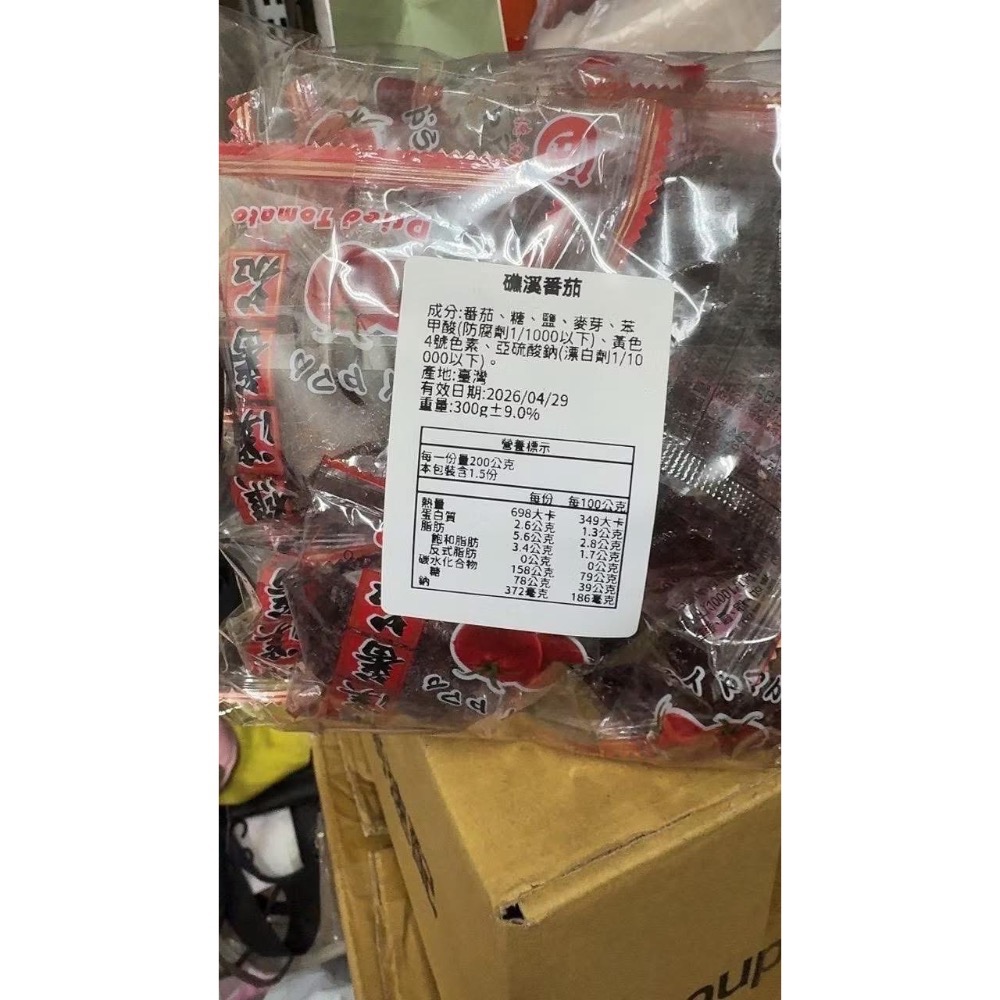 Dried Tomato
礁溪番茄
礁溪番茄
成分:番茄、糖、鹽、麥芽、苯
甲酸(防腐劑1/1000以下)、黃色
4號色素、亞硫酸鈉(漂白劑1/10
000以下)。
產地:臺灣
有效日期:2026/04/29
重量:300g±9.0%
營養標示
每一份量200公克
本包裝含1.5份
每份 每100公克
熱量 698大卡 349大卡
蛋白質 2.6公克 1.3公克
脂肪 5.6公克 2.8公克
飽和脂肪 3.4公克 1.7公克
反式脂肪 0公克 0公克
碳水化合物 158公克 79公克
糖 78公克 39公克
鈉 372毫克 186毫克